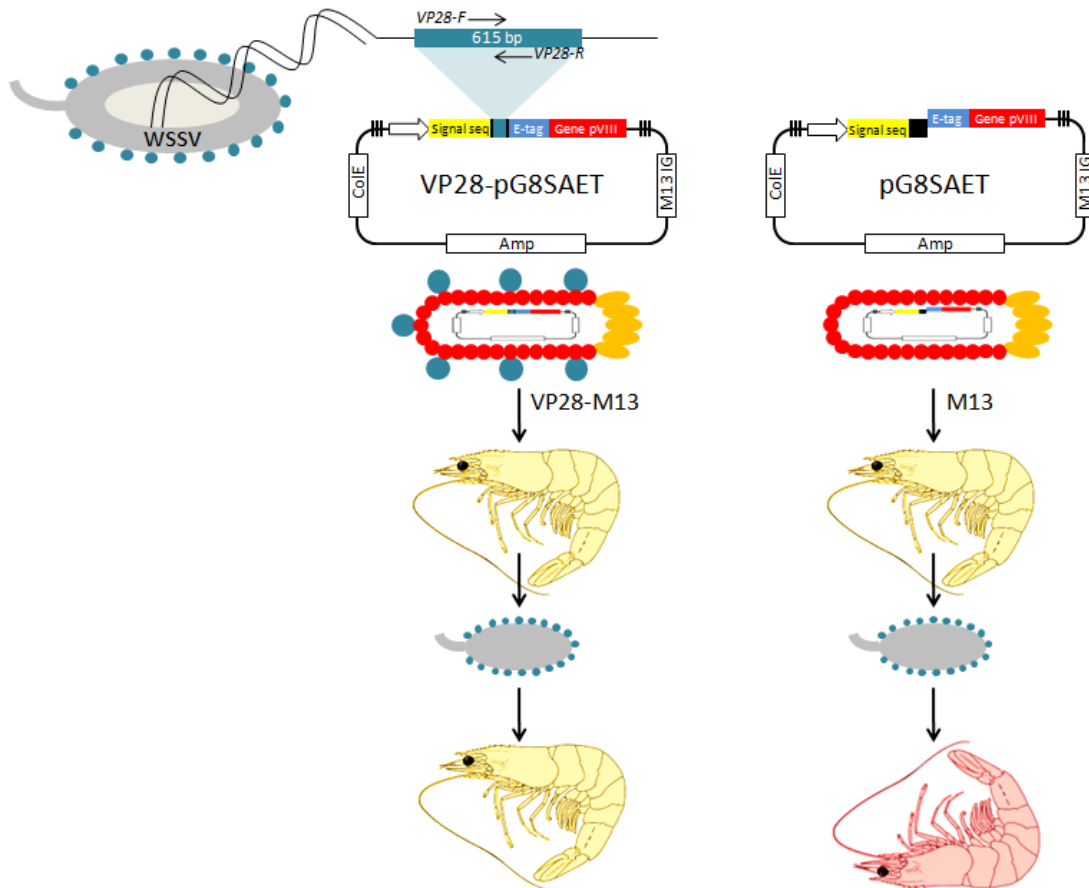 VP28-F
615 bp
VP28-R
WSSV
Signal seq
E-tag
Gene pVIII
ColE
VP28-pG8SAET
M13 IG
Amp
E-tag
Gene pVIII
Signal seq
ColE
pG8SAET
M13 IG
Amp
VP28-M13
M13